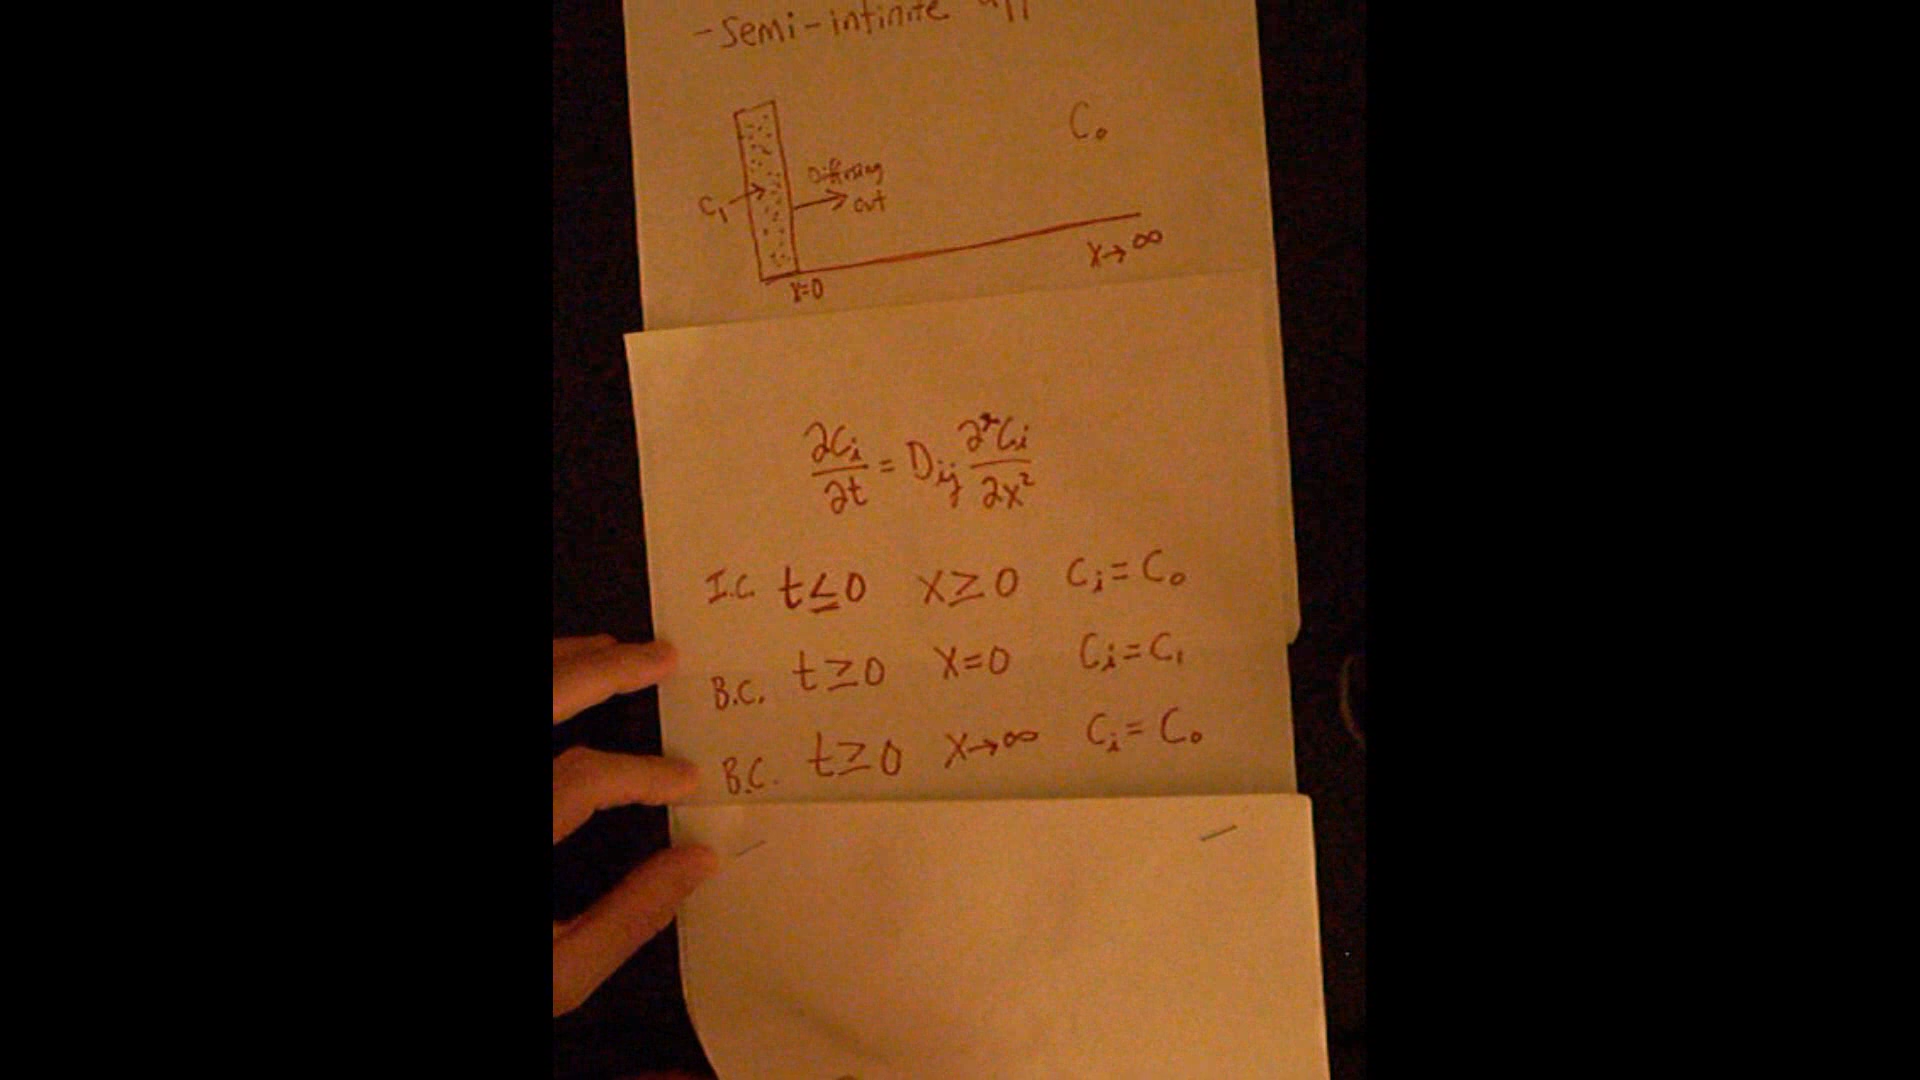 - Semi-infinite
C₀
Diffusing
C₁ out
x→∞
x=0
∂Cᵢ/∂t = Dᵢⱼ ∂²Cᵢ/∂x²
I.C. t≤0 x≥0 Cᵢ=C₀
B.C. t≥0 x=0 Cᵢ=C₁
B.C. t≥0 x→∞ Cᵢ=C₀